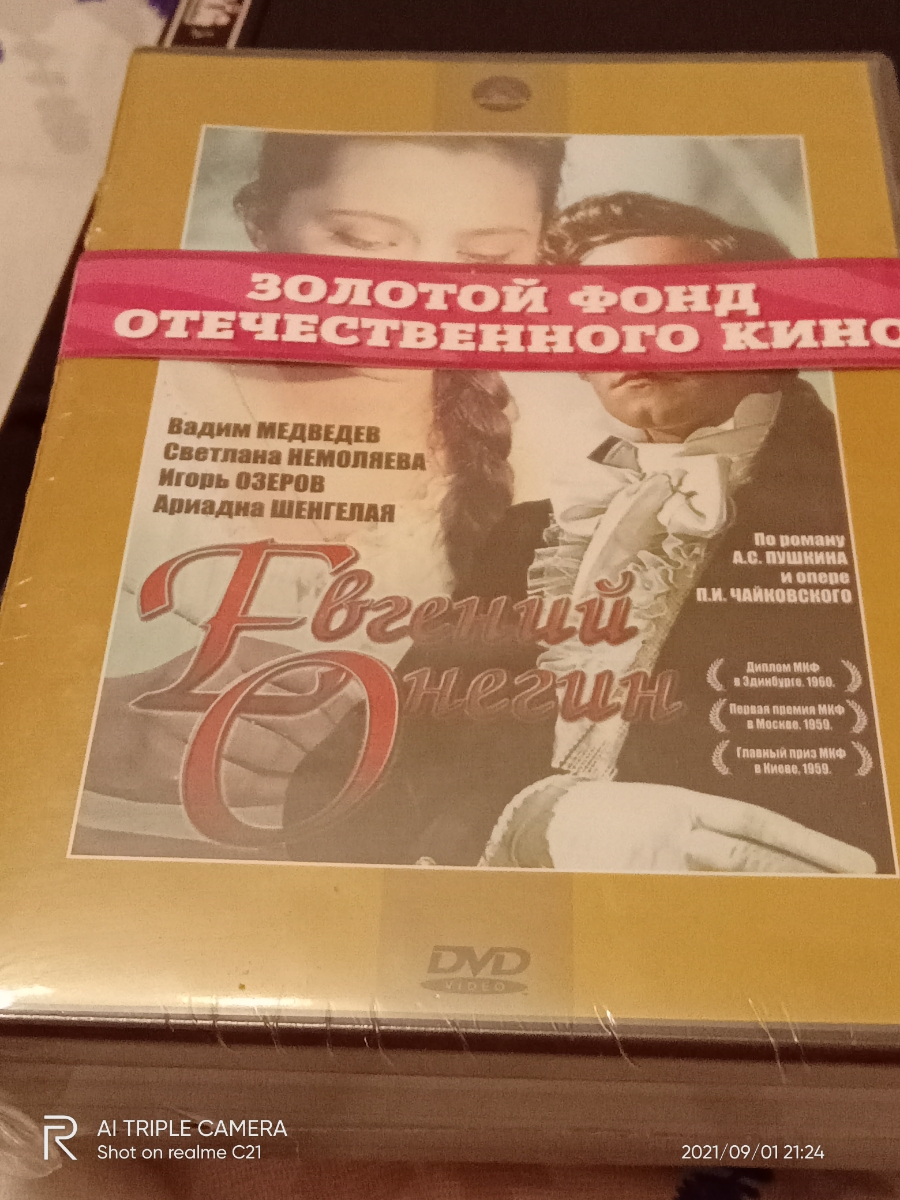 ЗОЛОТОЙ ФОНД
ОТЕЧЕСТВЕННОГО КИНО
Вадим МЕДВЕДЕВ
Светлана НЕМОЛЯЕВА
Игорь ОЗЕРОВ
Ариадна ШЕНГЕЛАЯ
По роману
А.С. ПУШКИНА
и опере
П.И. ЧАЙКОВСКОГО
Евгений
Онегин
Диплом МКФ
в Эдинбурге, 1960.
Первая премия МКФ
в Москве, 1959.
Главный приз МКФ
в Киеве, 1959.
DVD
VIDEO
AI TRIPLE CAMERA
Shot on realme C21
2021/09/01 21:24